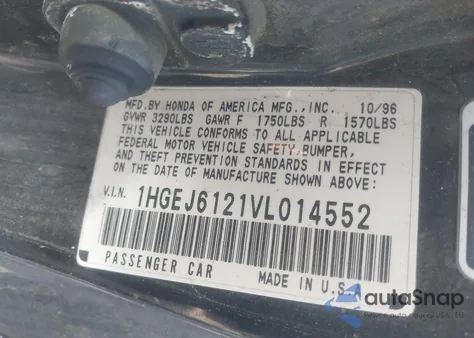 MFD.BY HONDA OF AMERICA MFG.,INC. 10/96
GVWR 3290LBS GAWR F 1750LBS R 1570LBS
THIS VEHICLE CONFORMS TO ALL APPLICABLE
FEDERAL MOTOR VEHICLE SAFETY,BUMPER,
AND THEFT PREVENTION STANDARDS IN EFFECT
ON THE DATE OF MANUFACTURE SHOWN ABOVE:
V.I.N. 1HGEJ6121VL014552
PASSENGER CAR MADE IN U.S.A
autoSnap